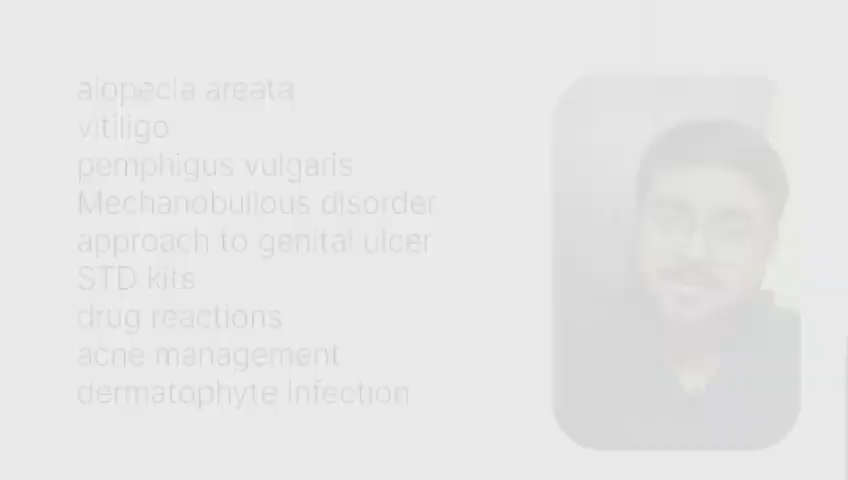 alopecia areata
vitiligo
pemphigus vulgaris
Mechanobullous disorder
approach to genital ulcer
STD kits
drug reactions
acne management
dermatophyte infection